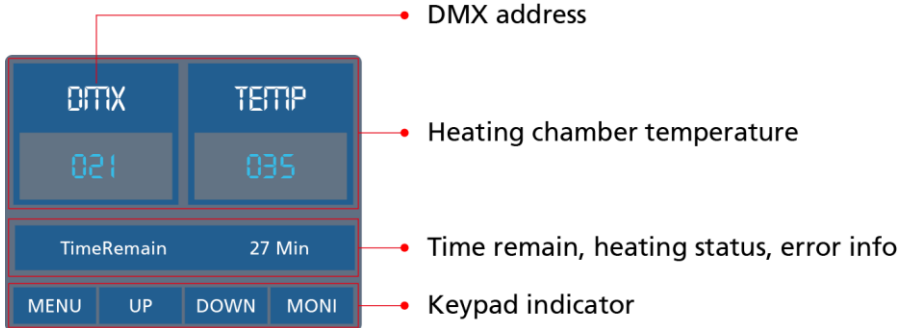 DMX address
DMX TEMP
Heating chamber temperature
021 035
TimeRemain 27 Min
Time remain, heating status, error info
MENU UP DOWN MONI
Keypad indicator